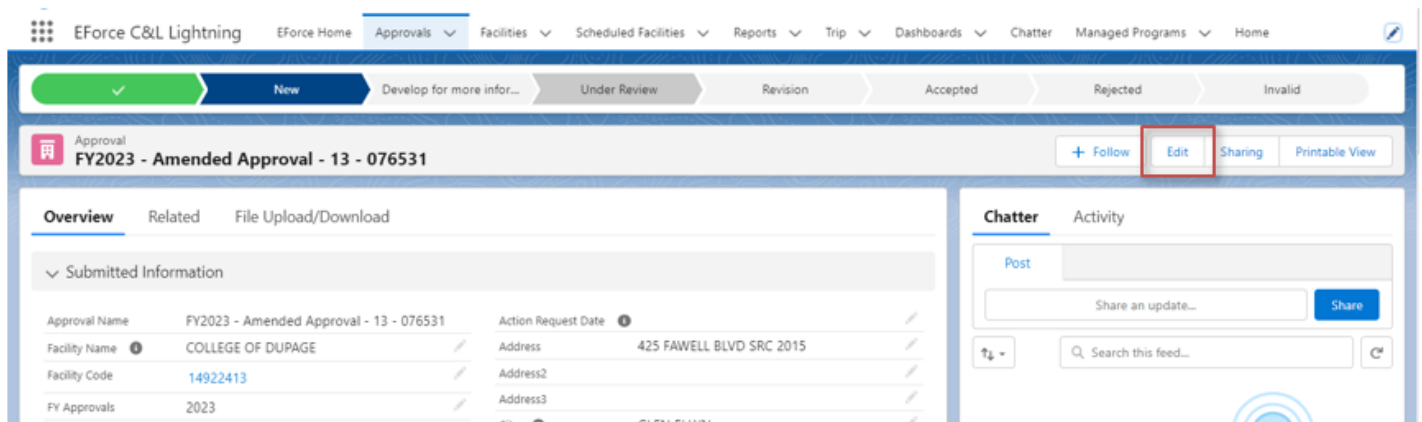 EForce C&L Lightning EForce Home Approvals Facilities Scheduled Facilities Reports Trip Dashboards Chatter Managed Programs Home
New Develop for more infor... Under Review Revision Accepted Rejected Invalid
Approval
FY2023 - Amended Approval - 13 - 076531
+ Follow Edit Sharing Printable View
Overview Related File Upload/Download
Submitted Information
Approval Name FY2023 - Amended Approval - 13 - 076531
Facility Name COLLEGE OF DUPAGE
Facility Code 14922413
FY Approvals 2023
Action Request Date
Address 425 FAWELL BLVD SRC 2015
Address2
Address3
Chatter Activity
Post
Share an update... Share
Search this feed...